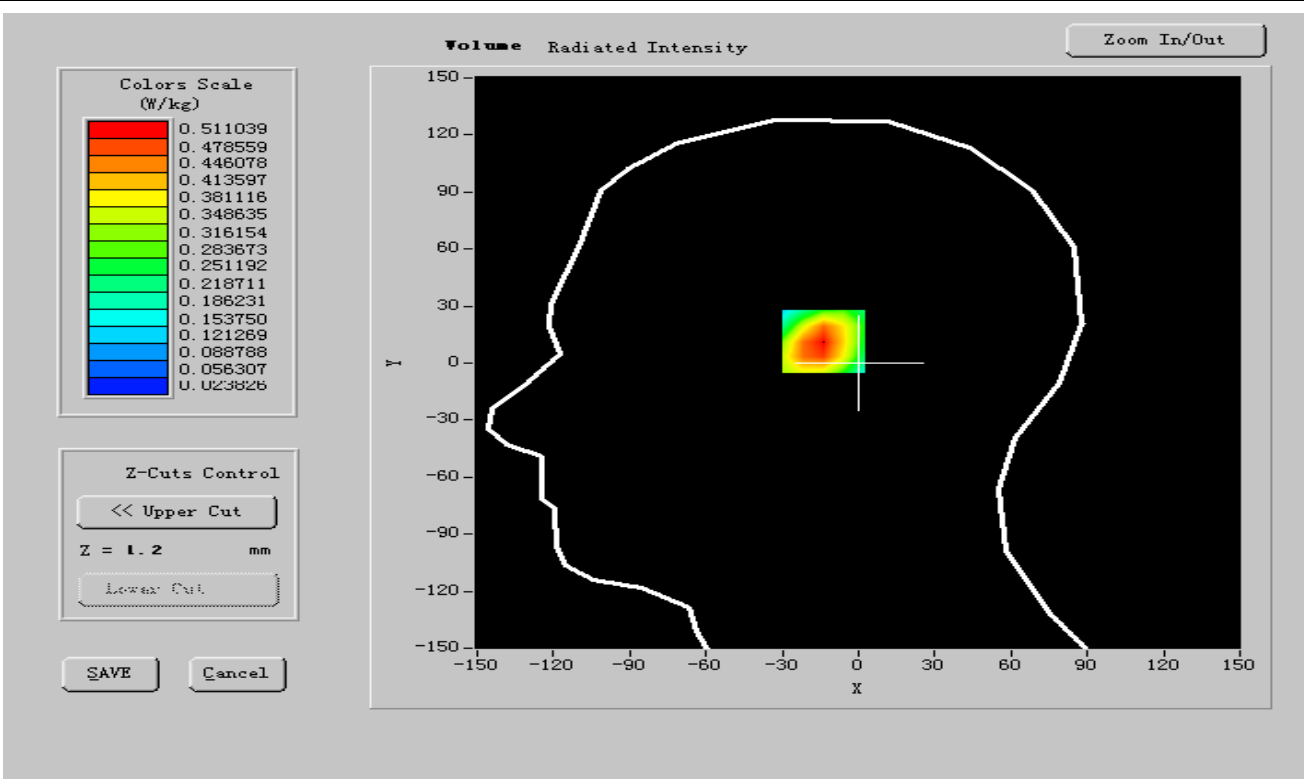 Volume Radiated Intensity
Zoom In/Out
Colors Scale
(W/kg)
0.511039
0.478559
0.446078
0.413597
0.381116
0.348635
0.316154
0.283673
0.251192
0.218711
0.186231
0.153750
0.121269
0.088788
0.056307
0.023826
Z-Cuts Control
<< Upper Cut
Z = 1.2 mm
Lower Cut
SAVE
Cancel
150
120
90
60
30
0
-30
-60
-90
-120
-150
Y
-150 -120 -90 -60 -30 0 30 60 90 120 150
X